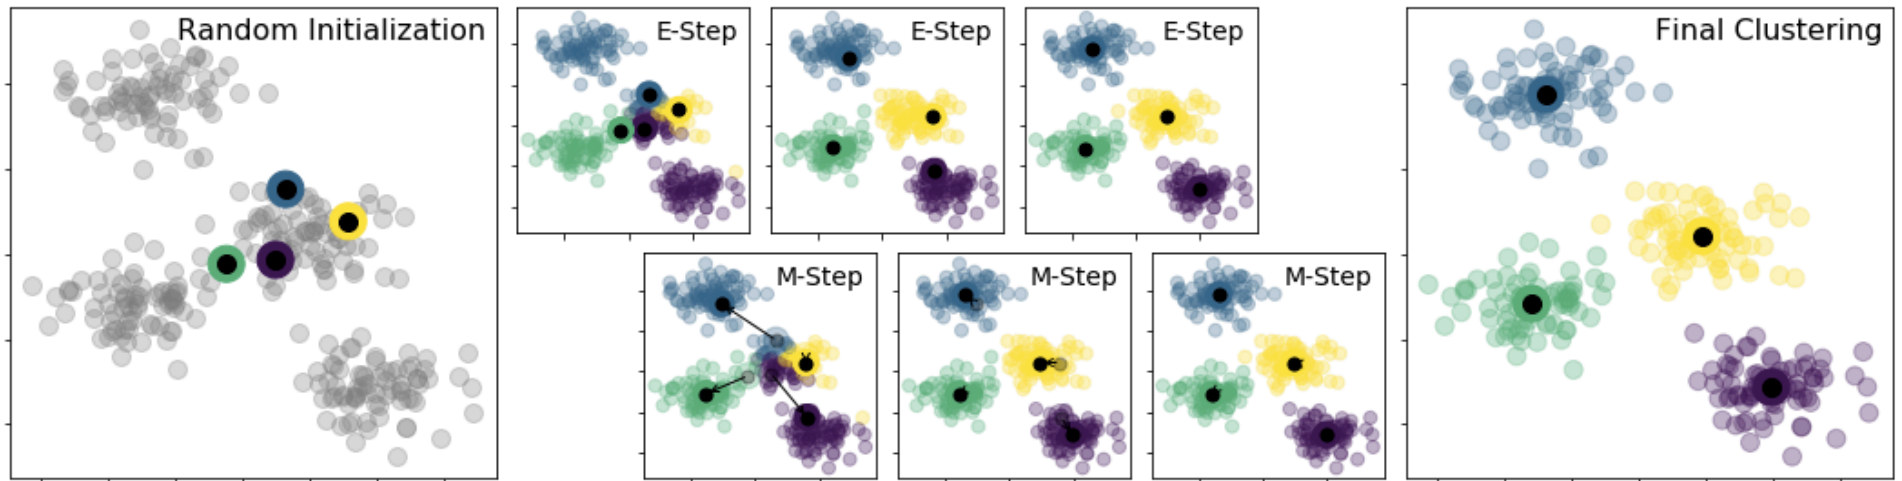 Random Initialization
E-Step
E-Step
E-Step
Final Clustering
M-Step
M-Step
M-Step